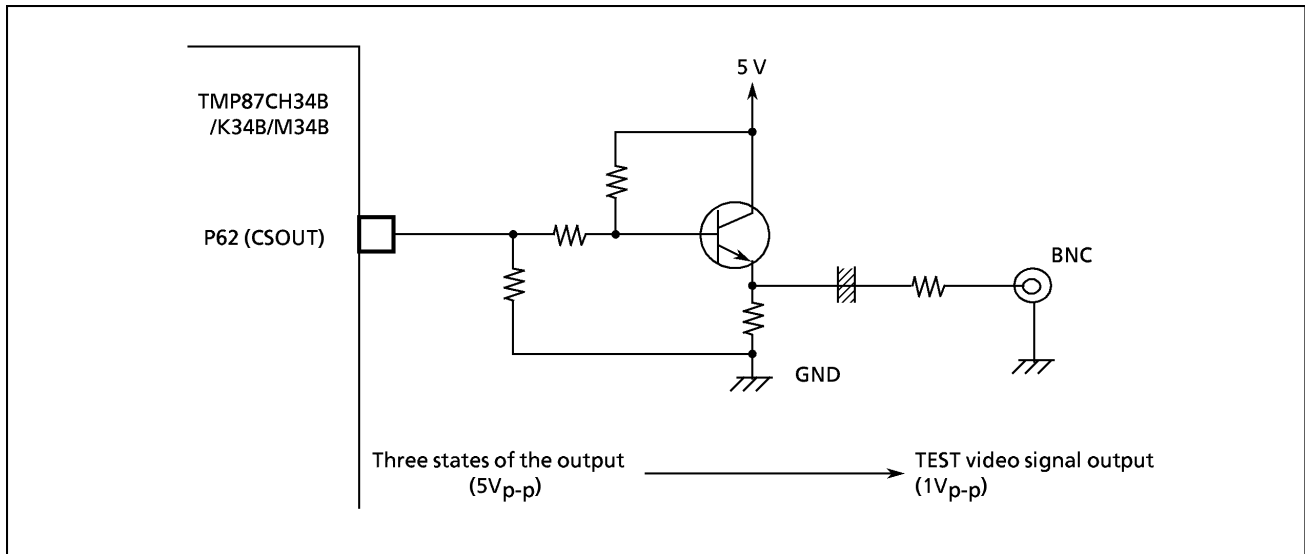 5 V
TMP87CH34B
/K34B/M34B
P62 (CSOUT)
BNC
GND
Three states of the output
(5Vp-p)
TEST video signal output
(1Vp-p)